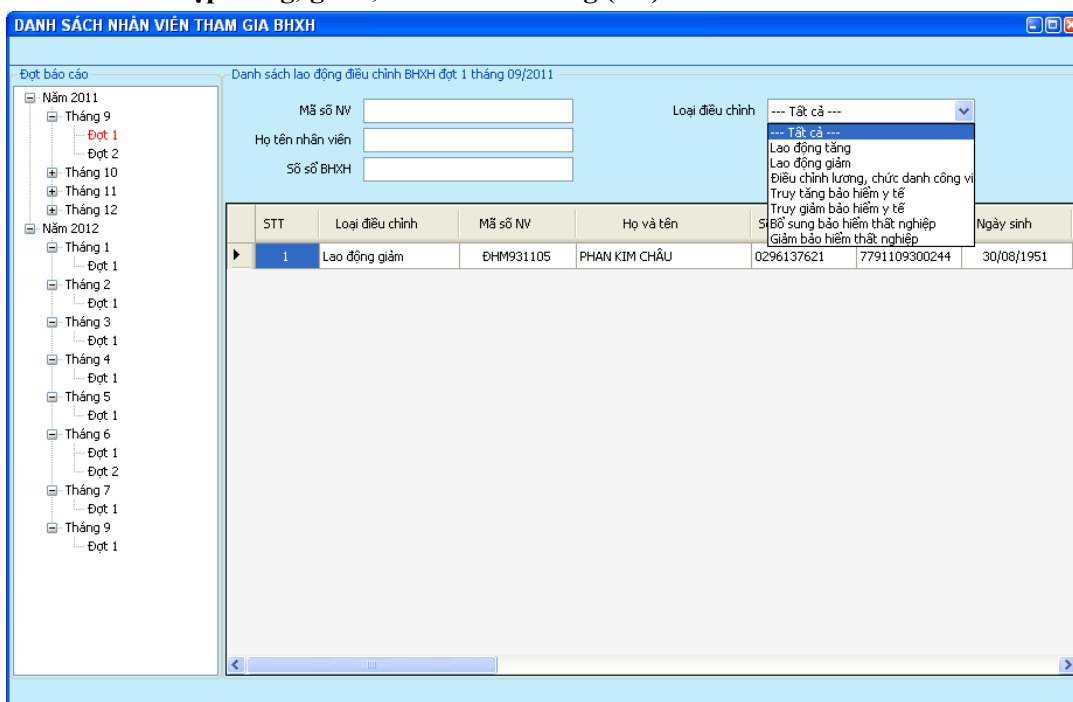 DANH SÁCH NHÂN VIÊN THAM GIA BHXH
Đợt báo cáo
Năm 2011
Tháng 9
Đợt 1
Đợt 2
Tháng 10
Tháng 11
Tháng 12
Năm 2012
Tháng 1
Đợt 1
Tháng 2
Đợt 1
Tháng 3
Đợt 1
Tháng 4
Đợt 1
Tháng 5
Đợt 1
Tháng 6
Đợt 1
Đợt 2
Tháng 7
Đợt 1
Tháng 9
Đợt 1
Danh sách lao động điều chỉnh BHXH đợt 1 tháng 09/2011
Mã số NV
Họ tên nhân viên
Số sổ BHXH
Loại điều chỉnh --- Tất cả ---
--- Tất cả ---
Lao động tăng
Lao động giảm
Điều chỉnh lương, chức danh công vi
Truy tăng bảo hiểm y tế
Truy giảm bảo hiểm y tế
Bổ sung bảo hiểm thất nghiệp
Giảm bảo hiểm thất nghiệp
STT Loại điều chỉnh Mã số NV Họ và tên Ngày sinh
1 Lao động giảm ĐHM931105 PHAN KIM CHÂU 0296137621 7791109300244 30/08/1951